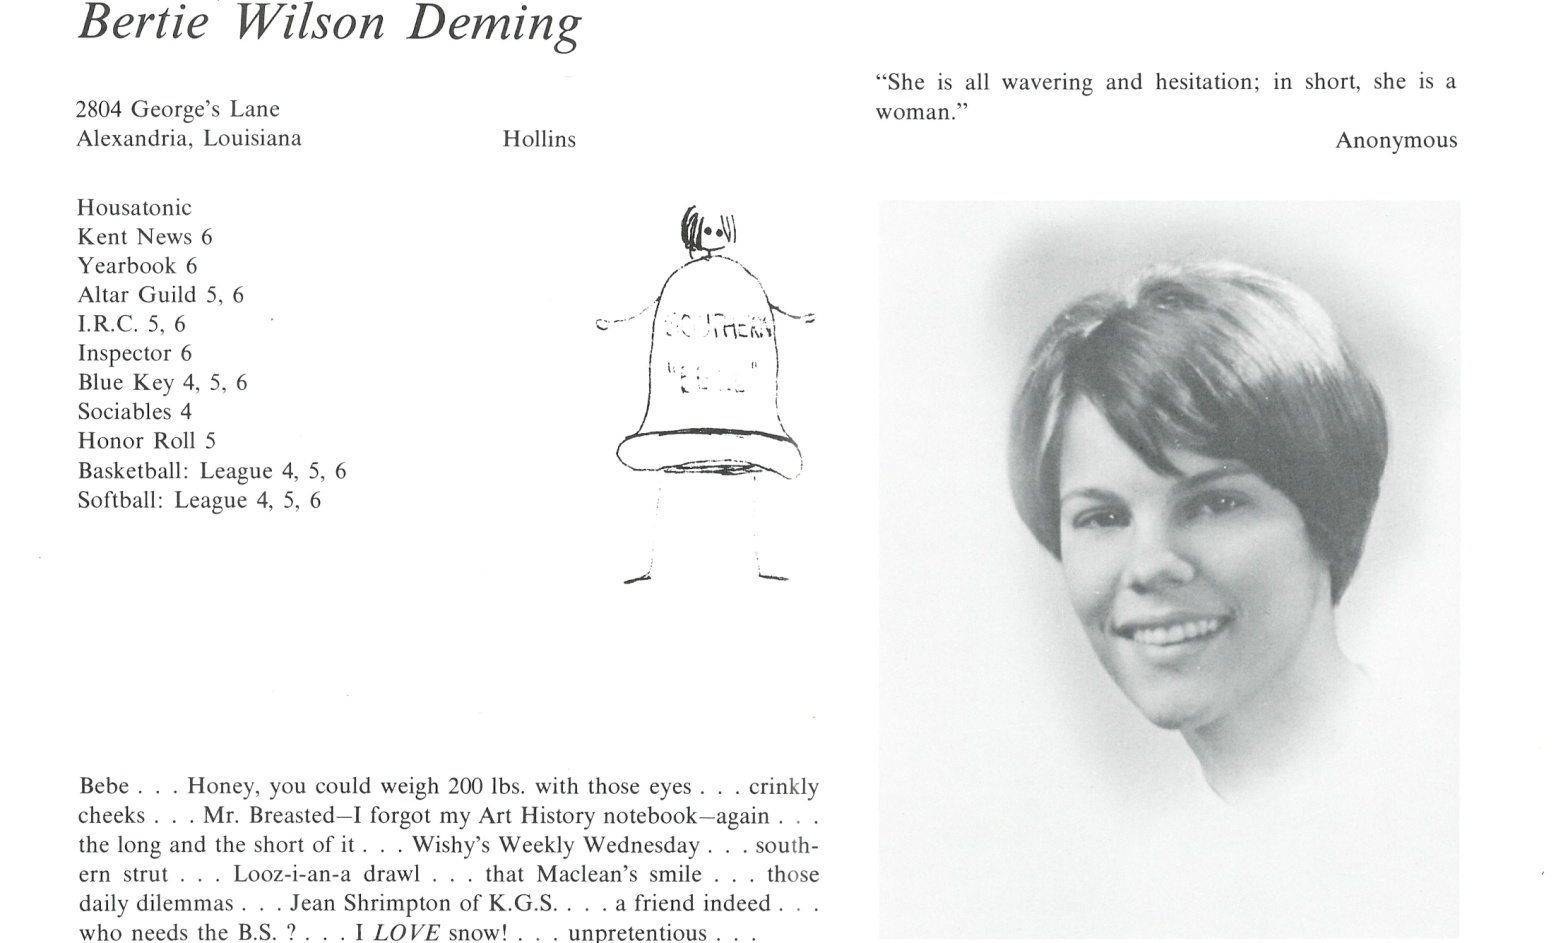 Bertie Wilson Deming
2804 George's Lane
Alexandria, Louisiana
Hollins
“She is all wavering and hesitation; in short, she is a
woman.”
Anonymous
Housatonic
Kent News 6
Yearbook 6
Altar Guild 5, 6
I.R.C. 5, 6
Inspector 6
Blue Key 4, 5, 6
Sociables 4
Honor Roll 5
Basketball: League 4, 5, 6
Softball: League 4, 5, 6
SOUTHERN
Bebe . . . Honey, you could weigh 200 lbs. with those eyes . . . crinkly
cheeks . . . Mr. Breasted—I forgot my Art History notebook—again . . .
the long and the short of it . . . Wishy's Weekly Wednesday . . . south-
ern strut . . . Looz-i-an-a drawl . . . that Maclean's smile . . . those
daily dilemmas . . . Jean Shrimpton of K.G.S. . . . a friend indeed . . .
who needs the B.S. ? . . . I LOVE snow! . . . unpretentious . . .